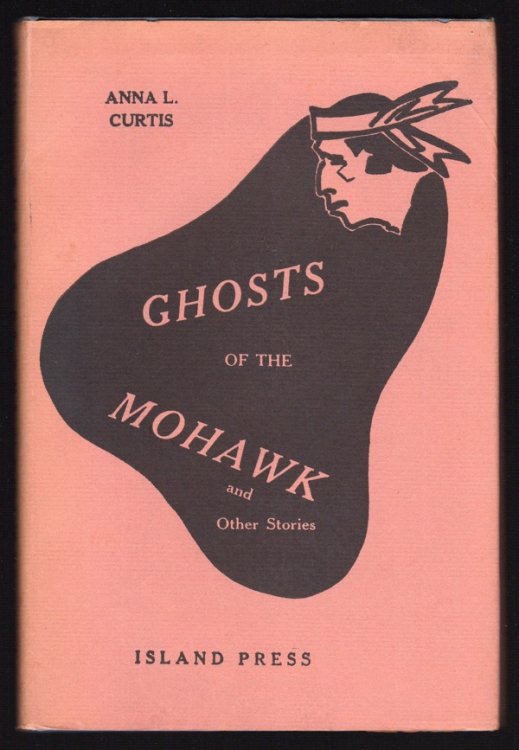 ANNA L.
CURTIS
GHOSTS
OF THE
MOHAWK
and
Other Stories
ISLAND PRESS